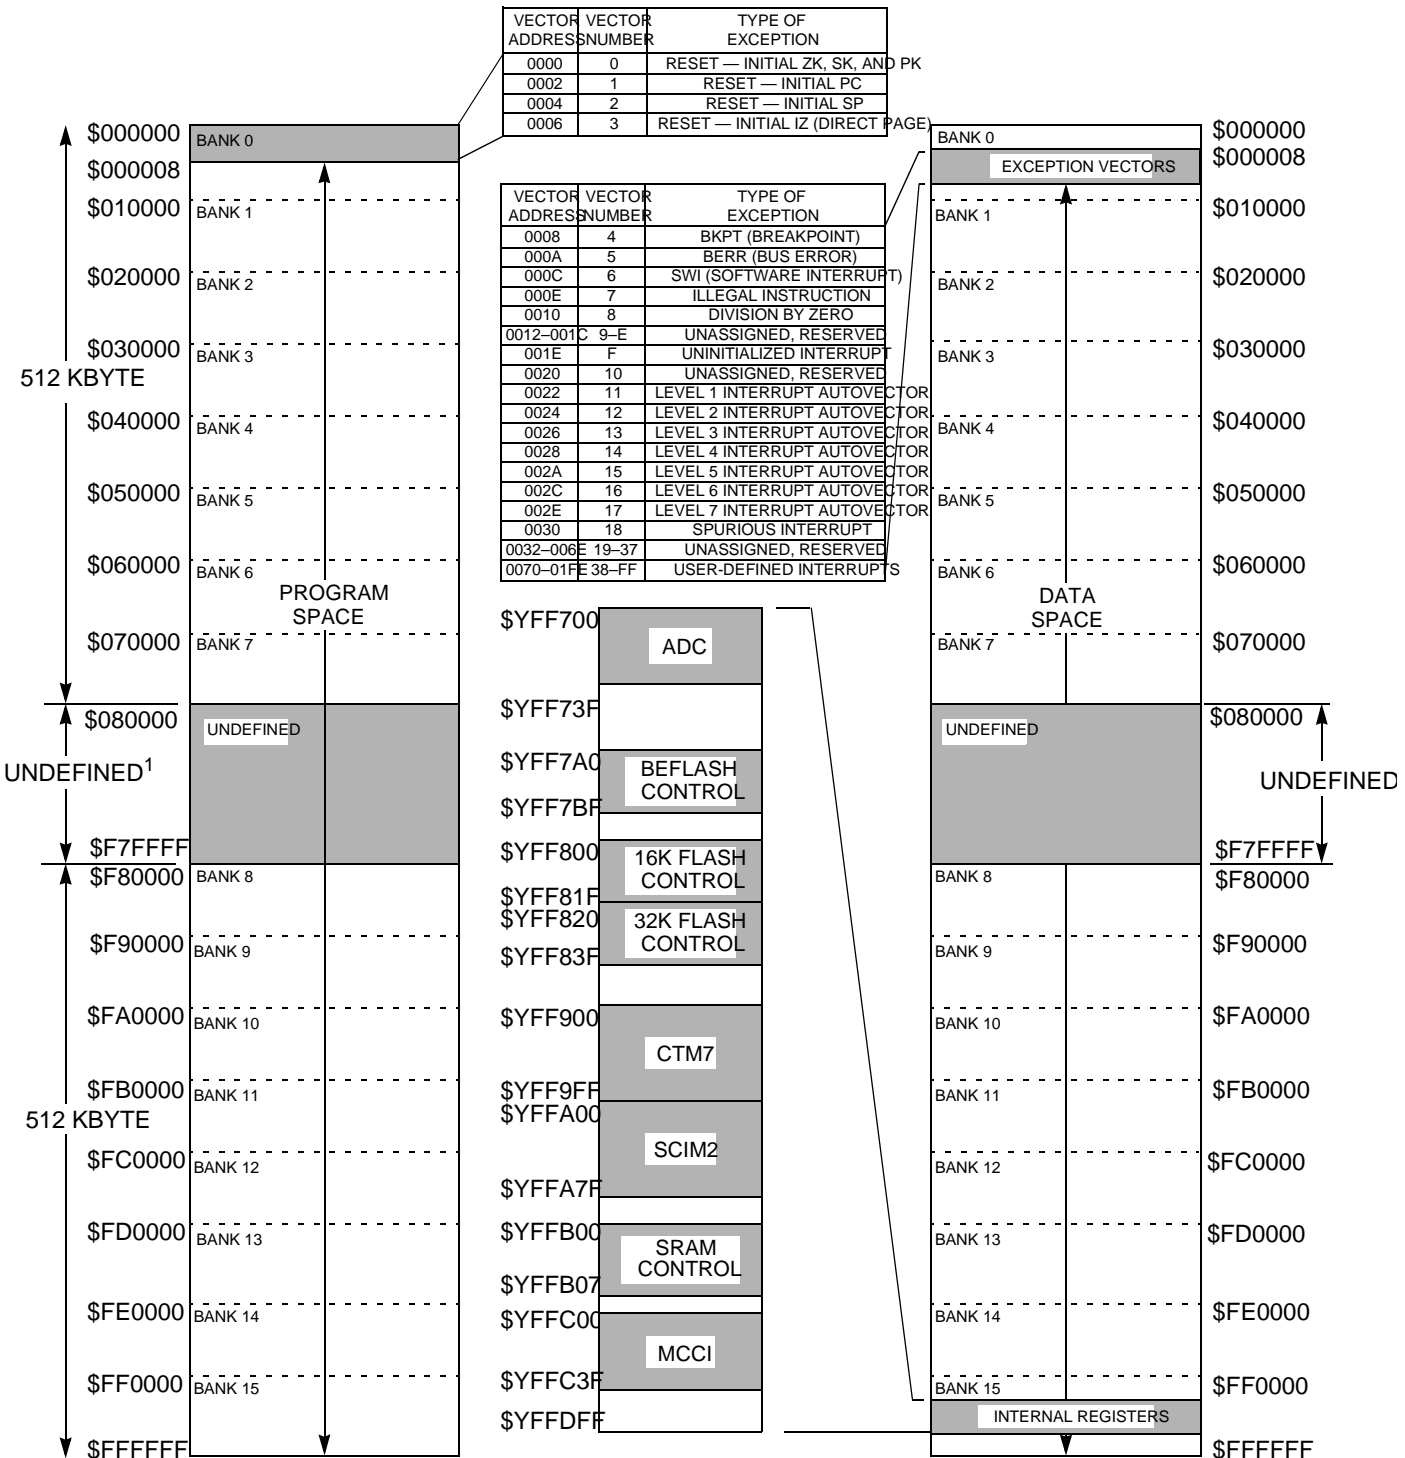 VECTOR ADDRESS VECTOR NUMBER TYPE OF EXCEPTION
0000 0 RESET — INITIAL ZK, SK, AND PK
0002 1 RESET — INITIAL PC
0004 2 RESET — INITIAL SP
0006 3 RESET — INITIAL IZ (DIRECT PAGE)
VECTOR ADDRESS VECTOR NUMBER TYPE OF EXCEPTION
0008 4 BKPT (BREAKPOINT)
000A 5 BERR (BUS ERROR)
000C 6 SWI (SOFTWARE INTERRUPT)
000E 7 ILLEGAL INSTRUCTION
0010 8 DIVISION BY ZERO
0012–001C 9–E UNASSIGNED, RESERVED
001E F UNINITIALIZED INTERRUPT
0020 10 UNASSIGNED, RESERVED
0022 11 LEVEL 1 INTERRUPT AUTOVECTOR
0024 12 LEVEL 2 INTERRUPT AUTOVECTOR
0026 13 LEVEL 3 INTERRUPT AUTOVECTOR
0028 14 LEVEL 4 INTERRUPT AUTOVECTOR
002A 15 LEVEL 5 INTERRUPT AUTOVECTOR
002C 16 LEVEL 6 INTERRUPT AUTOVECTOR
002E 17 LEVEL 7 INTERRUPT AUTOVECTOR
0030 18 SPURIOUS INTERRUPT
0032–006E 19–37 UNASSIGNED, RESERVED
0070–01FE 38–FF USER-DEFINED INTERRUPTS
$000000 BANK 0
$000008
$010000 BANK 1
$020000 BANK 2
$030000 BANK 3
512 KBYTE
$040000 BANK 4
$050000 BANK 5
$060000 BANK 6
PROGRAM
SPACE
$070000 BANK 7
$080000 UNDEFINED
UNDEFINED1
$F7FFFF
$F80000 BANK 8
$F90000 BANK 9
$FA0000 BANK 10
$FB0000 BANK 11
512 KBYTE
$FC0000 BANK 12
$FD0000 BANK 13
$FE0000 BANK 14
$FF0000 BANK 15
$FFFFFF
$YFF700
ADC
$YFF73F
$YFF7A0
BEFLASH
CONTROL
$YFF7BF
$YFF800
16K FLASH
CONTROL
$YFF81F
$YFF820
32K FLASH
CONTROL
$YFF83F
$YFF900
CTM7
$YFF9FF
$YFFA00
SCIM2
$YFFA7F
$YFFB00
SRAM
CONTROL
$YFFB07
$YFFC00
MCCI
$YFFC3F
$YFFDFF
BANK 0 $000000
EXCEPTION VECTORS $000008
BANK 1 $010000
BANK 2 $020000
BANK 3 $030000
BANK 4 $040000
BANK 5 $050000
BANK 6 $060000
DATA
SPACE
BANK 7 $070000
UNDEFINED $080000
UNDEFINED
$F7FFFF
BANK 8 $F80000
BANK 9 $F90000
BANK 10 $FA0000
BANK 11 $FB0000
BANK 12 $FC0000
BANK 13 $FD0000
BANK 14 $FE0000
BANK 15 $FF0000
INTERNAL REGISTERS
$FFFFFF